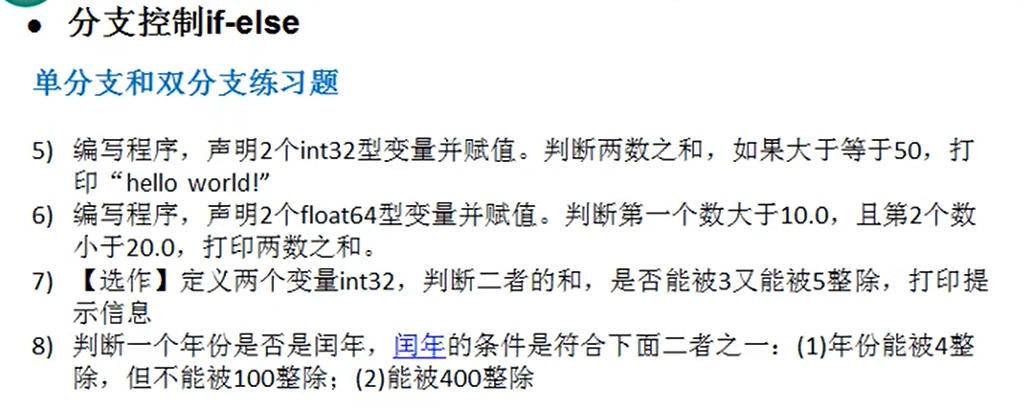 ● 分支控制if-else
单分支和双分支练习题
5) 编写程序，声明2个int32型变量并赋值。判断两数之和，如果大于等于50，打
印“hello world!”
6) 编写程序，声明2个float64型变量并赋值。判断第一个数大于10.0，且第2个数
小于20.0，打印两数之和。
7) 【选作】定义两个变量int32，判断二者的和，是否能被3又能被5整除，打印提
示信息
8) 判断一个年份是否是闰年，闰年的条件是符合下面二者之一：(1)年份能被4整
除，但不能被100整除；(2)能被400整除